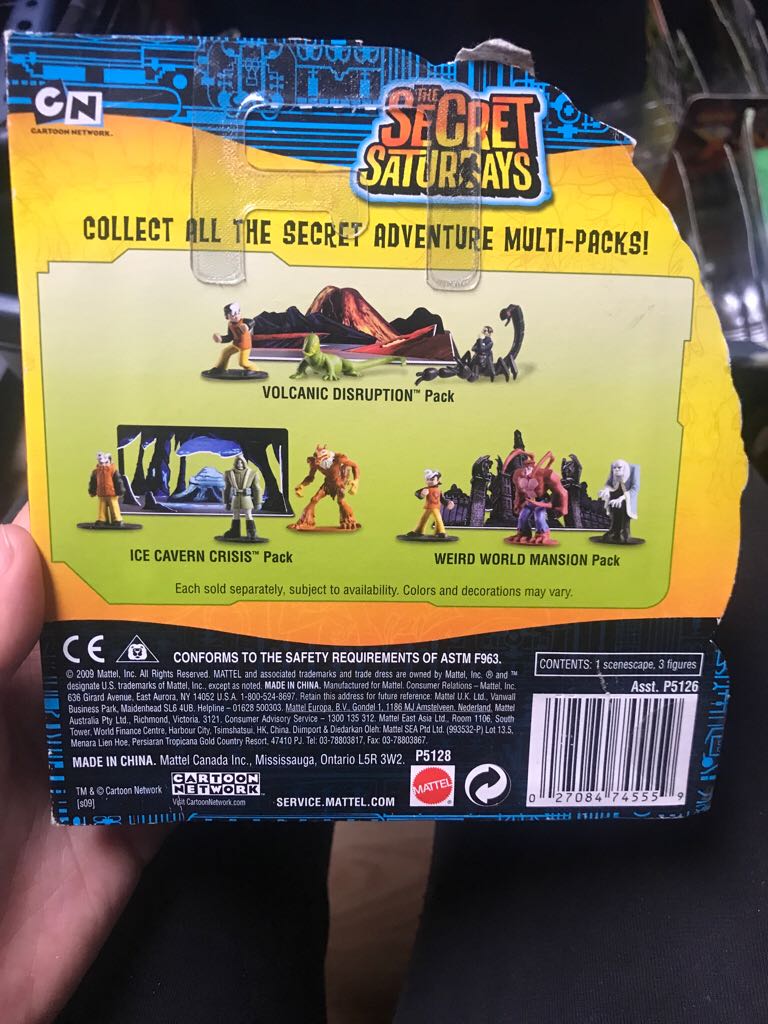 CN
CARTOON NETWORK.
THE
SECRET
SATURDAYS
COLLECT ALL THE SECRET ADVENTURE MULTI-PACKS!
VOLCANIC DISRUPTION™ Pack
ICE CAVERN CRISIS™ Pack
WEIRD WORLD MANSION Pack
Each sold separately, subject to availability. Colors and decorations may vary.
CE
CONFORMS TO THE SAFETY REQUIREMENTS OF ASTM F963.
© 2009 Mattel, Inc. All Rights Reserved. MATTEL and associated trademarks and trade dress are owned by Mattel, Inc. ® and ™
designate U.S. trademarks of Mattel, Inc., except as noted. MADE IN CHINA. Manufactured for Mattel. Consumer Relations – Mattel, Inc.
636 Girard Avenue, East Aurora, NY 14052 U.S.A. 1-800-524-8697. Retain this address for future reference: Mattel U.K. Ltd., Vanwall
Business Park, Maidenhead SL6 4UB. Helpline – 01628 500303. Mattel Europa. B.V., Gondel 1, 1186 MJ Amstelveen, Nederland, Mattel
Australia Pty Ltd., Richmond, Victoria. 3121. Consumer Advisory Service – 1300 135 312. Mattel East Asia Ltd., Room 1106, South
Tower, World Finance Centre, Harbour City, Tsimshatsui, HK, China. Diimport & Diedarkan Oleh: Mattel SEA Ptd Ltd. (993532-P) Lot 13.5,
Menara Lien Hoe, Persiaran Tropicana Gold Country Resort, 47410 PJ. Tel: 03-78803817, Fax: 03-78803867.
MADE IN CHINA. Mattel Canada Inc., Mississauga, Ontario L5R 3W2.
P5128
TM & © Cartoon Network
[s09]
CARTOON
NETWORK
Visit CartoonNetwork.com
SERVICE.MATTEL.COM
MATTEL
CONTENTS: 1 scenescape, 3 figures
Asst. P5126
0 27084 74555 9